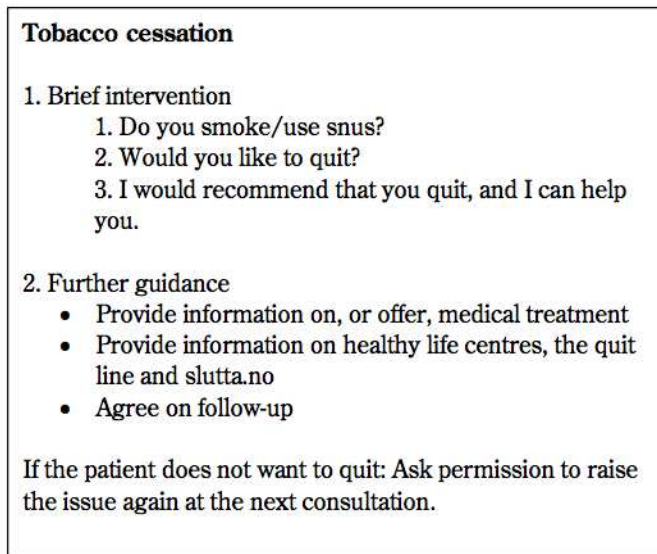 Tobacco cessation
1. Brief intervention
1. Do you smoke/use snus?
2. Would you like to quit?
3. I would recommend that you quit, and I can help
you.
2. Further guidance
• Provide information on, or offer, medical treatment
• Provide information on healthy life centres, the quit
line and slutta.no
• Agree on follow-up
If the patient does not want to quit: Ask permission to raise
the issue again at the next consultation.